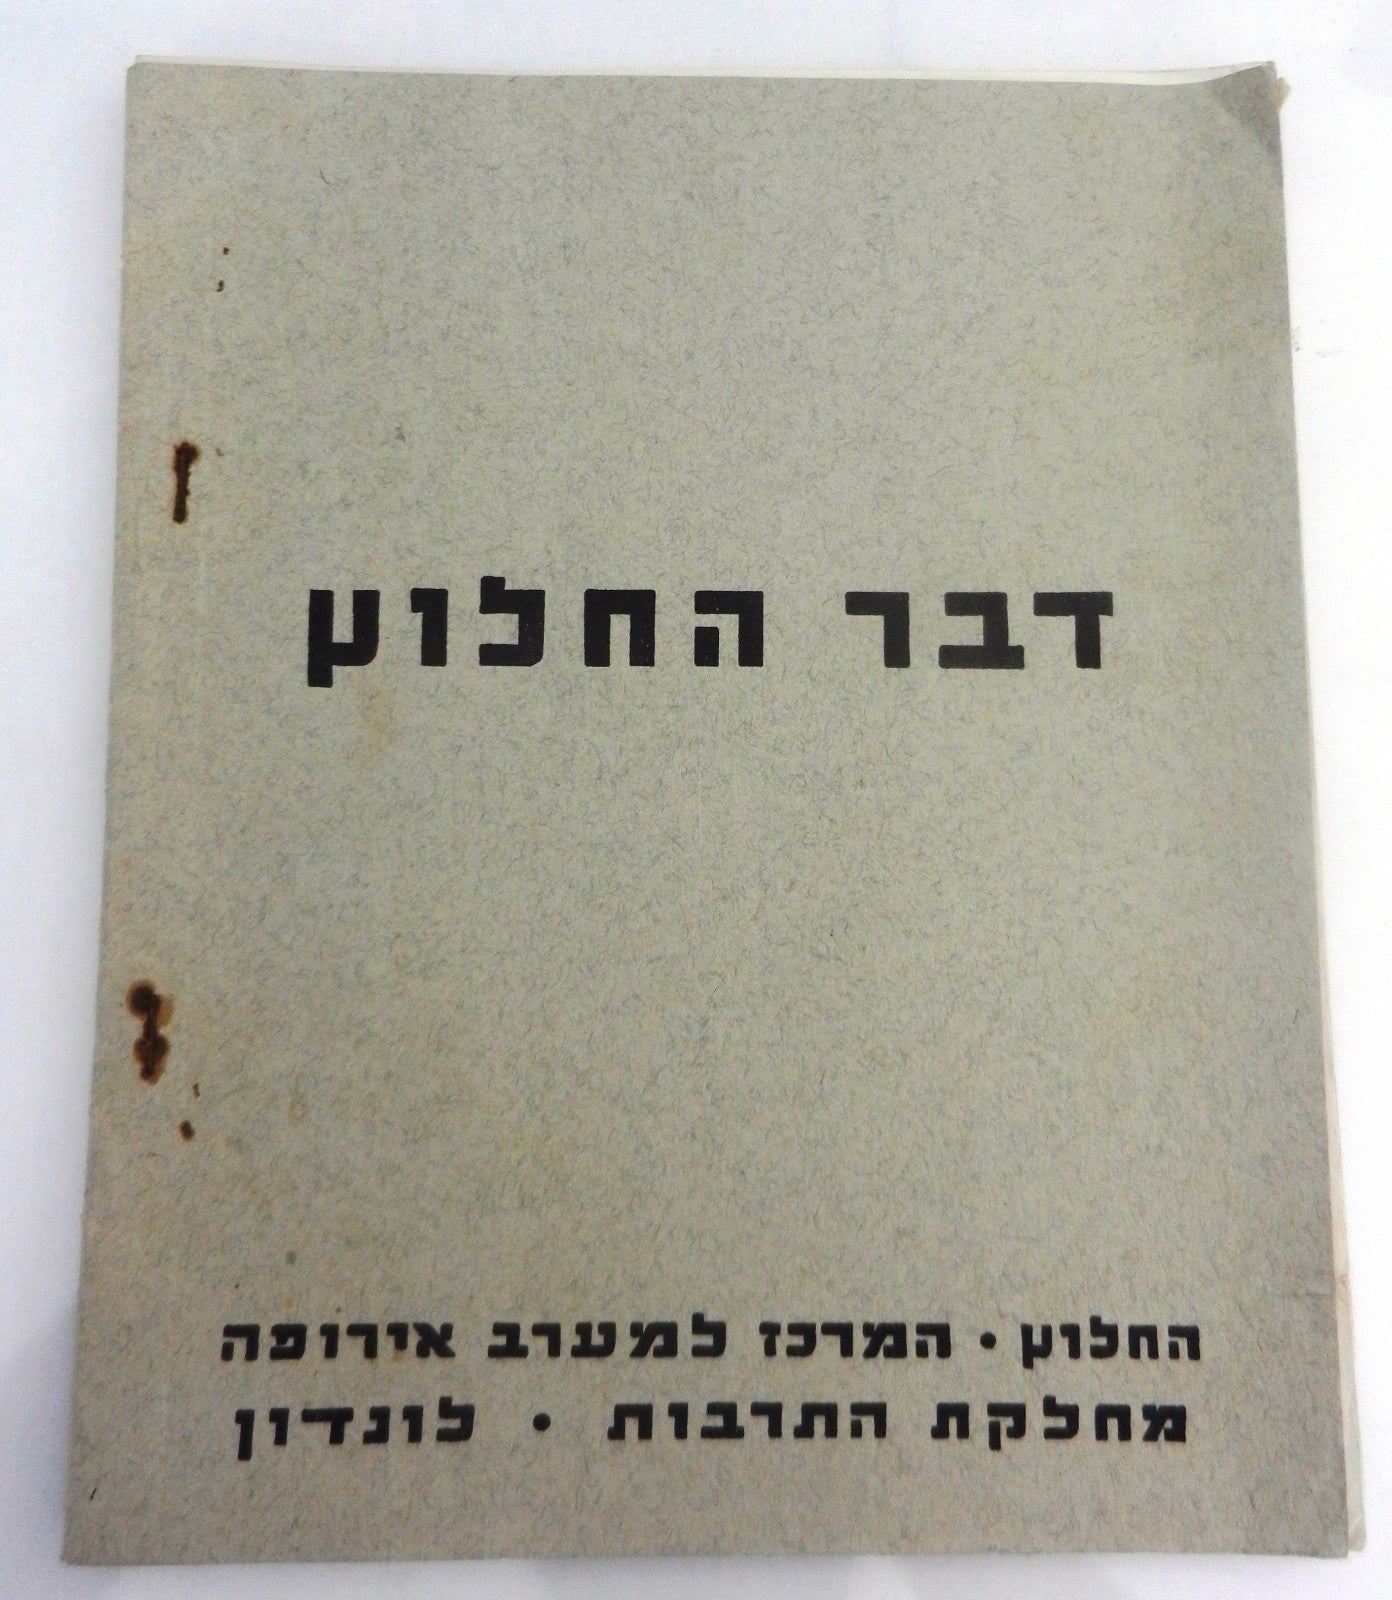 דבר החלוץ
החלוץ • המרכז למערב אירופה
מחלקת התרבות • לונדון